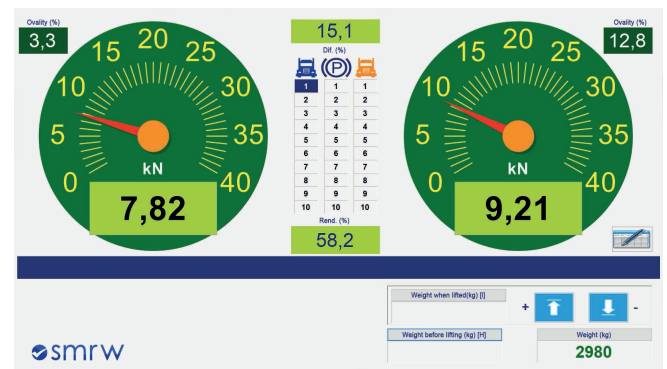 Ovality (%)
3,3
0
5
10
15
20
25
30
35
40
kN
7,82
15,1
Dif. (%)
P
1 1 1
2 2 2
3 3 3
4 4 4
5 5 5
6 6 6
7 7 7
8 8 8
9 9 9
10 10 10
Rend. (%)
58,2
Ovality (%)
12,8
0
5
10
15
20
25
30
35
40
kN
9,21
Weight when lifted(kg) [I]
+
-
Weight before lifting (kg) [H]
Weight (kg)
2980
smrw